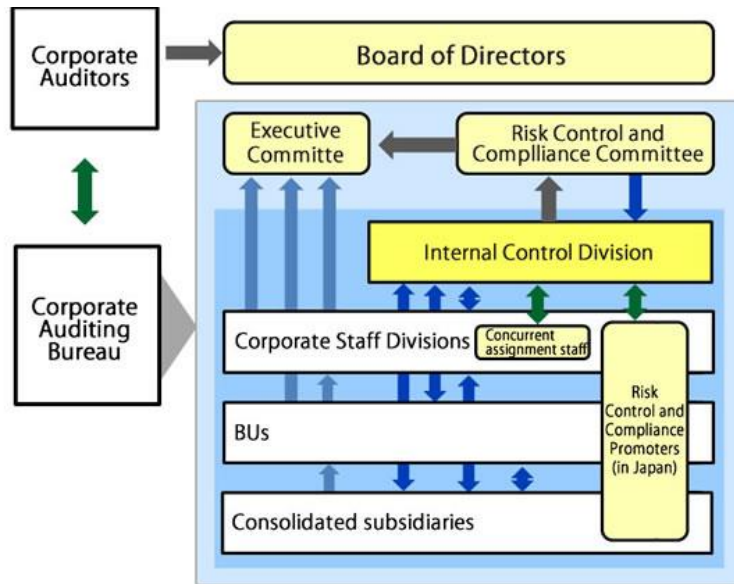 Corporate
Auditors
Board of Directors
Executive
Committe
Risk Control and
Complliance Committee
Internal Control Division
Corporate
Auditing
Bureau
Corporate Staff Divisions
Concurrent
assignment staff
BUs
Risk
Control and
Compliance
Promoters
(in Japan)
Consolidated subsidiaries